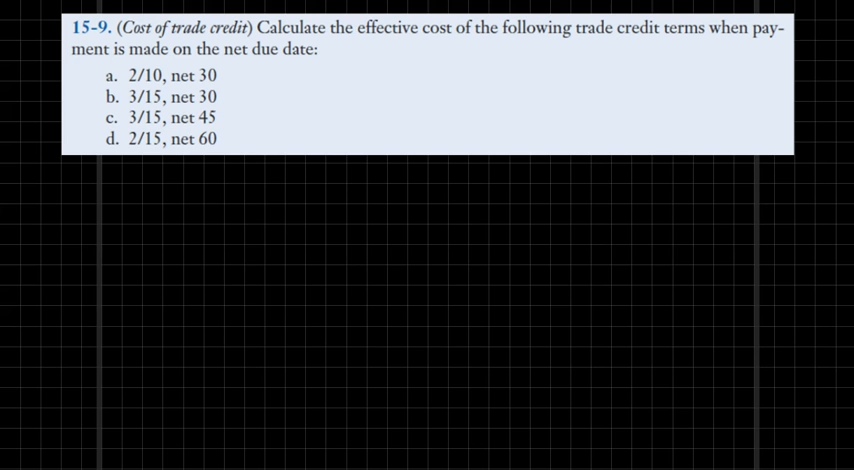 15-9. (Cost of trade credit) Calculate the effective cost of the following trade credit terms when pay-
ment is made on the net due date:
a. 2/10, net 30
b. 3/15, net 30
c. 3/15, net 45
d. 2/15, net 60